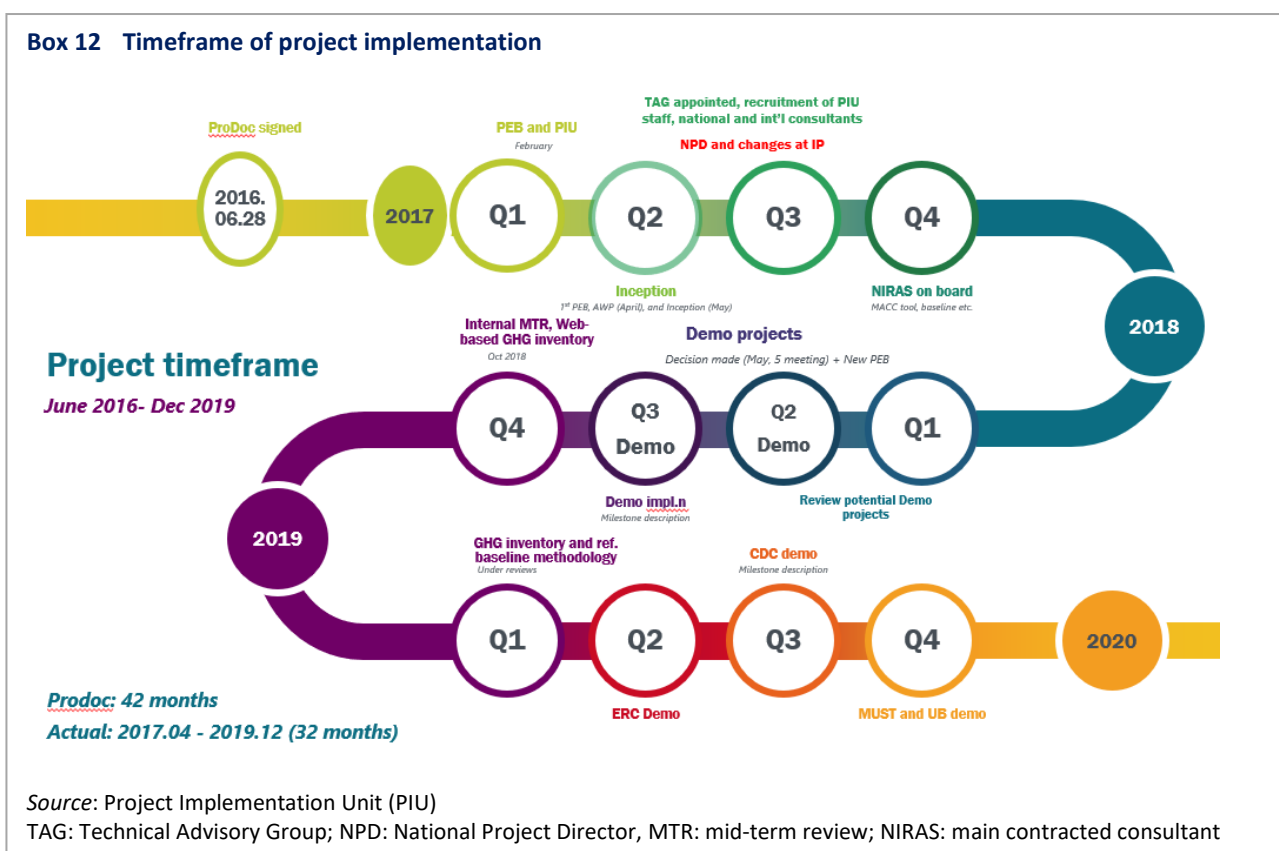 Box 12 Timeframe of project implementation
TAG appointed, recruitment of PIU
staff, national and int'l consultants
ProDoc signed
PEB and PIU
February
NPD and changes at IP
2016.
06.28
2017
Q1
Q2
Q3
Q4
Inception
1st PEB, AWP (April), and Inception (May)
NIRAS on board
MACC tool, baseline etc.
2018
Internal MTR, Web-
based GHG inventory
Oct 2018
Demo projects
Decision made (May, 5 meeting) + New PEB
Project timeframe
June 2016- Dec 2019
Q4
Q3
Demo
Q2
Demo
Q1
Demo impl.n
Milestone description
Review potential Demo
projects
2019
GHG inventory and ref.
baseline methodology
Under reviews
CDC demo
Milestone description
Q1
Q2
Q3
Q4
2020
ERC Demo
MUST and UB demo
Prodoc: 42 months
Actual: 2017.04 - 2019.12 (32 months)
Source: Project Implementation Unit (PIU)
TAG: Technical Advisory Group; NPD: National Project Director, MTR: mid-term review; NIRAS: main contracted consultant